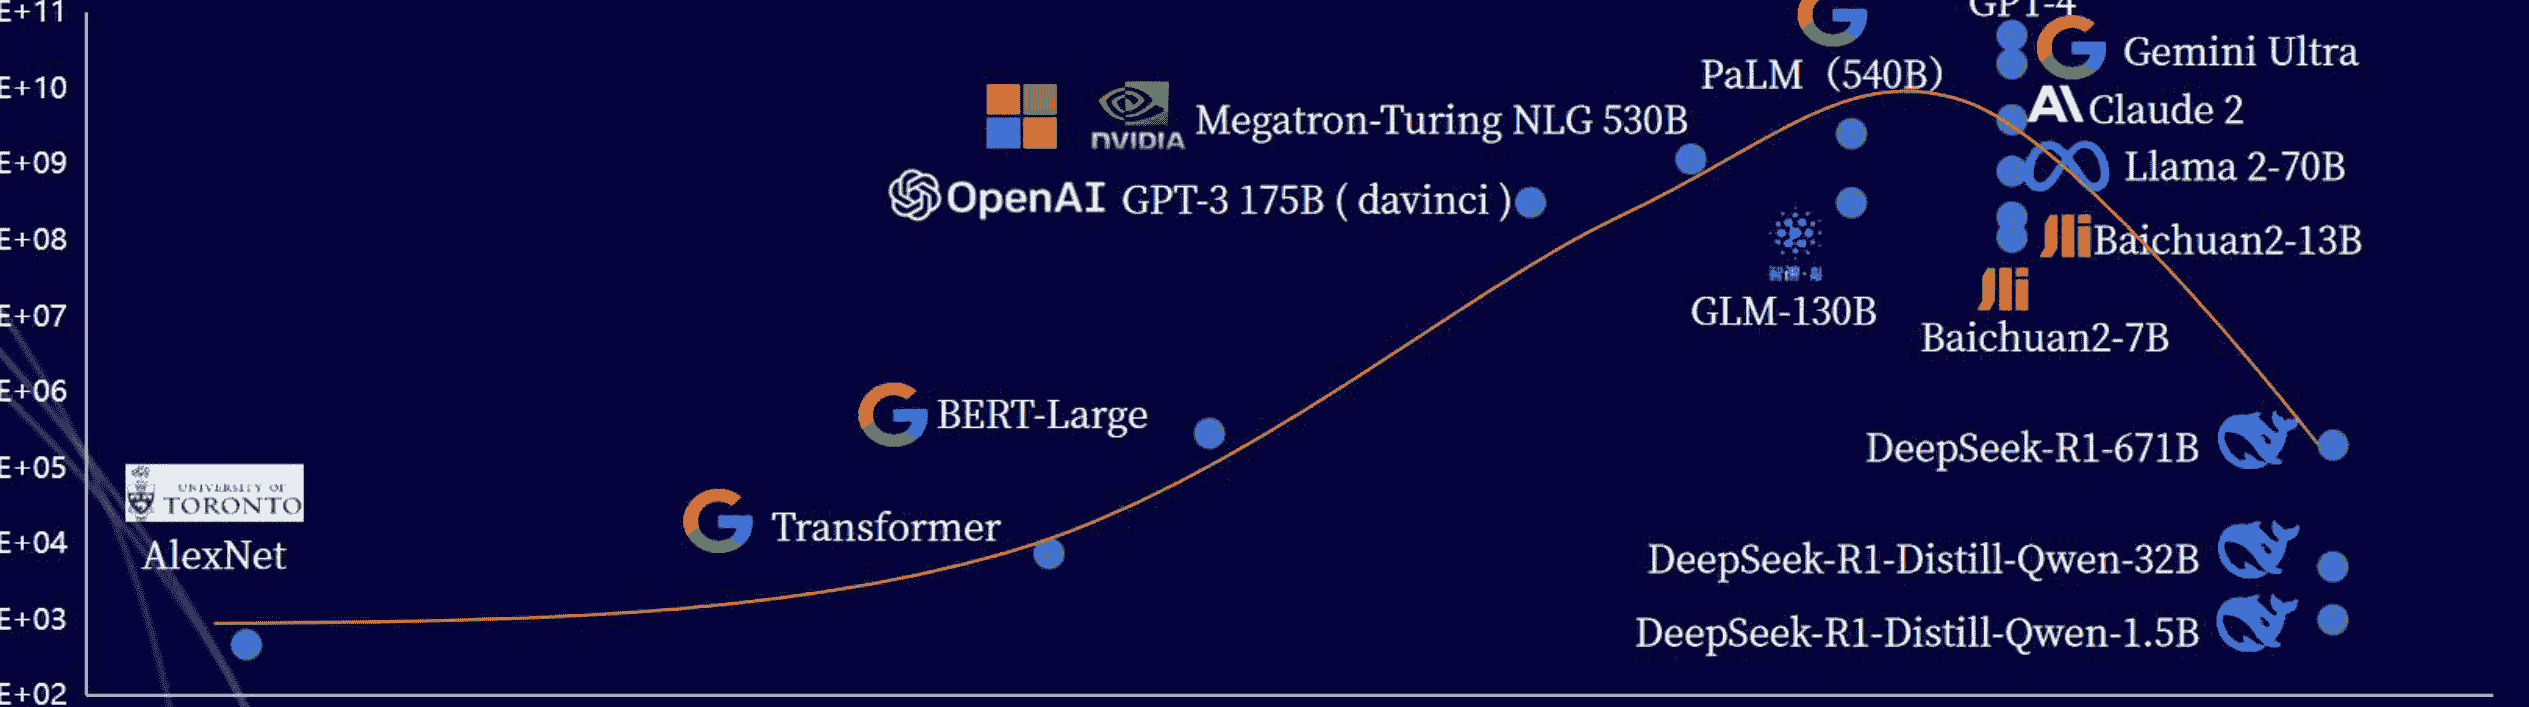 E+11
GPT-4
Gemini Ultra
PaLM（540B）
E+10
Claude 2
NVIDIA
Megatron-Turing NLG 530B
E+09
Llama 2-70B
OpenAI GPT-3 175B ( davinci )
E+08
Baichuan2-13B
GLM-130B
E+07
Baichuan2-7B
E+06
BERT-Large
DeepSeek-R1-671B
E+05
UNIVERSITY OF
TORONTO
Transformer
E+04
AlexNet
DeepSeek-R1-Distill-Qwen-32B
E+03
DeepSeek-R1-Distill-Qwen-1.5B
E+02